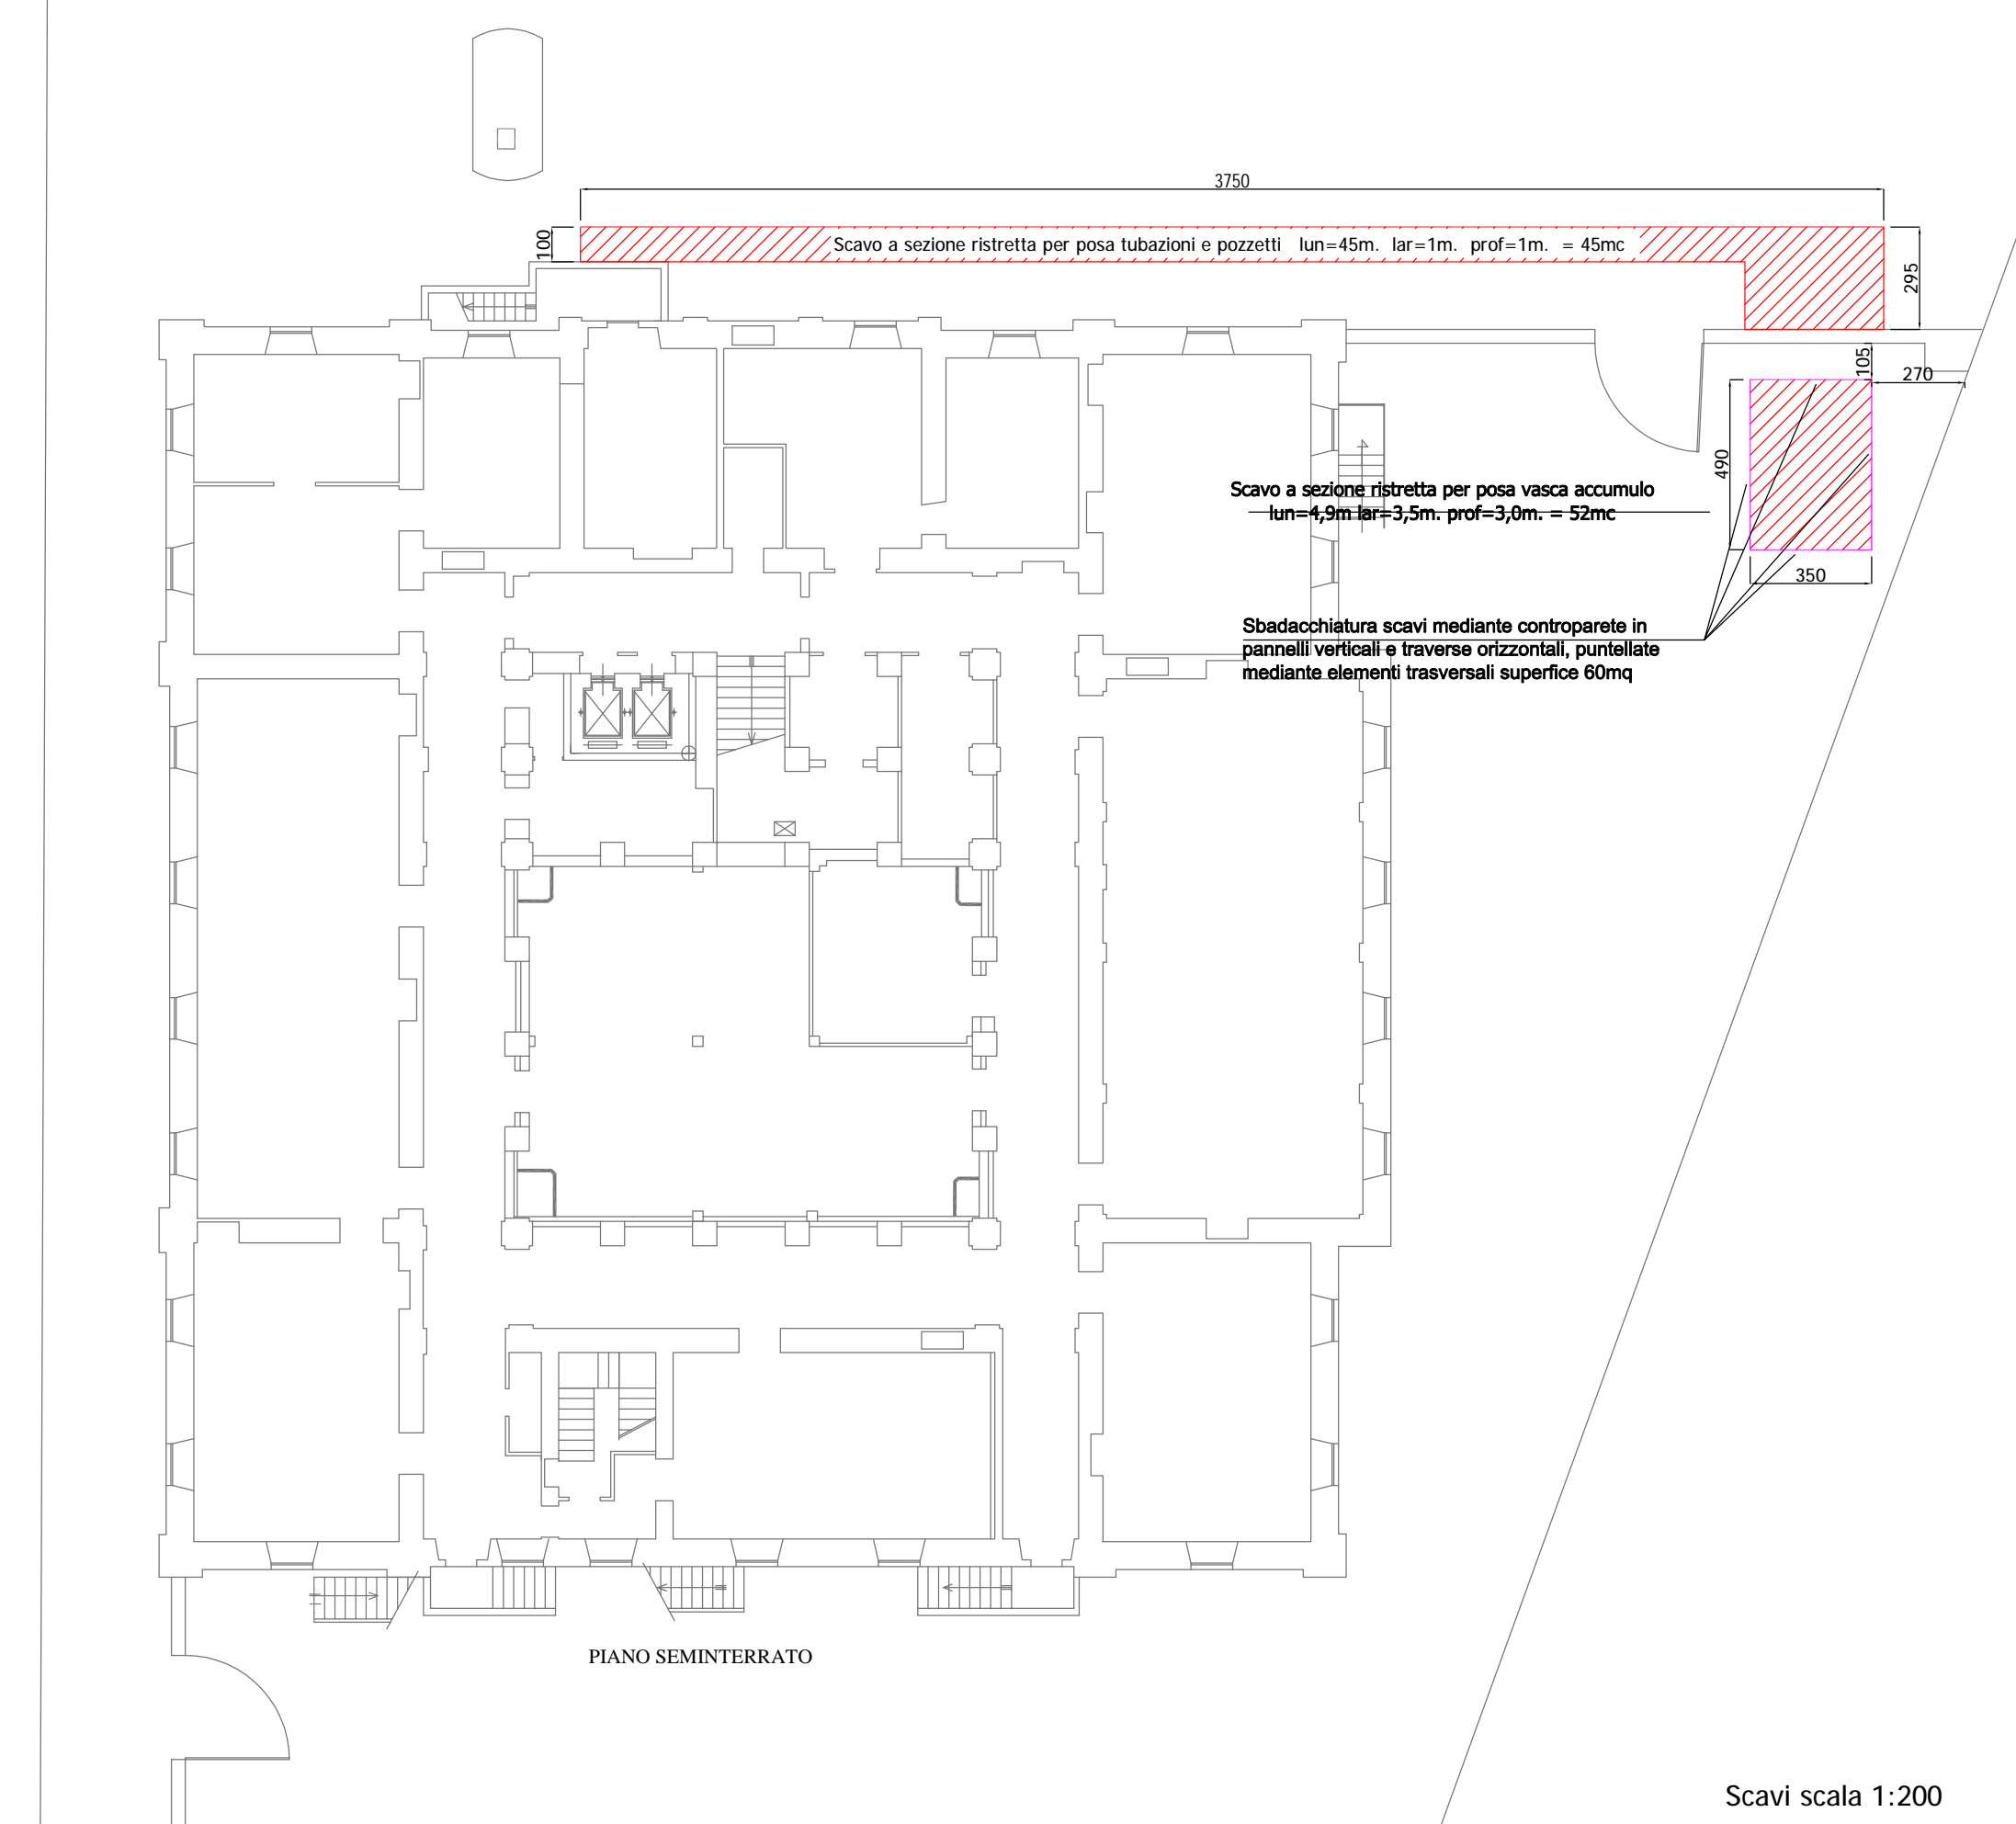 3750
100
Scavo a sezione ristretta per posa tubazioni e pozzetti lun=45m. lar=1m. prof=1m. = 45mc
295
105
270
490
Scavo a sezione ristretta per posa vasca accumulo
lun=4,9m lar=3,5m. prof=3,0m. = 52mc
350
Sbadacchiatura scavi mediante controparete in
pannelli verticali e traverse orizzontali, puntellate
mediante elementi trasversali superfice 60mq
PIANO SEMINTERRATO
Scavi scala 1:200